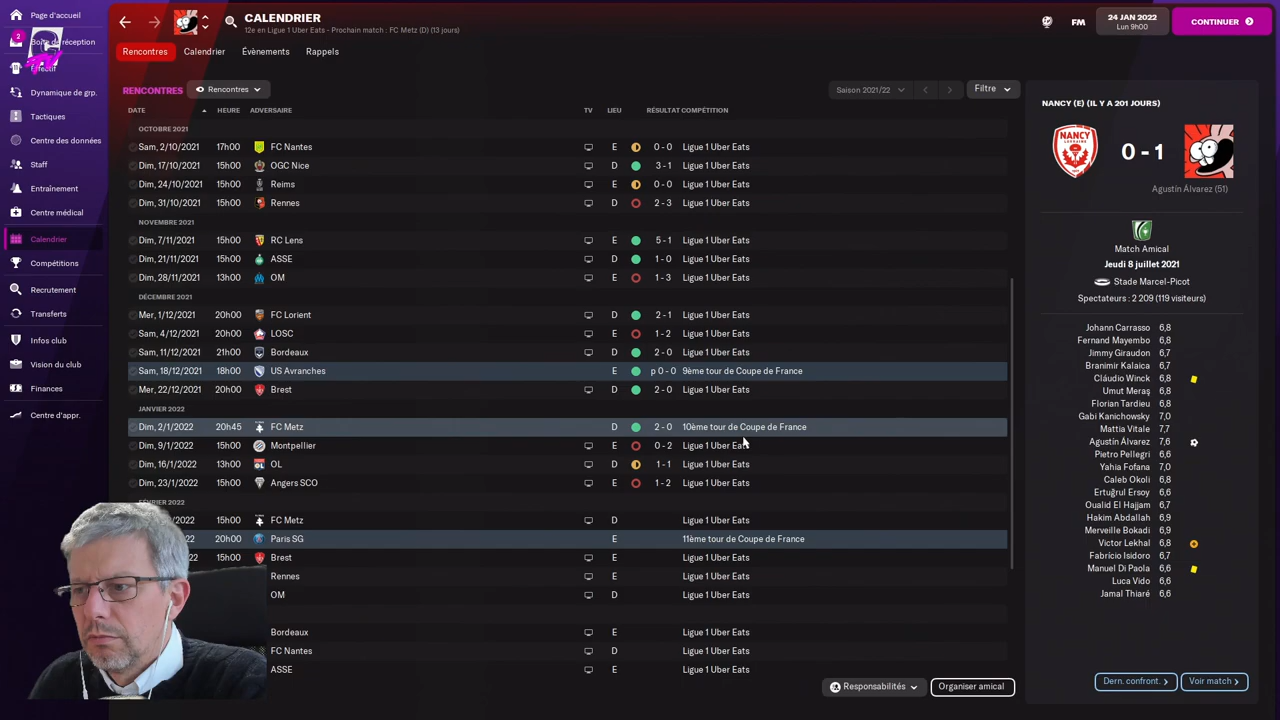 Page d'accueil
2
Boîte de réception
Effectif
Dynamique de grp.
Tactiques
Centre des données
Staff
Entraînement
Centre médical
Calendrier
Compétitions
Recrutement
Transferts
Infos club
Vision du club
Finances
Centre d'appr.
CALENDRIER
12e en Ligue 1 Uber Eats - Prochain match : FC Metz (D) (13 jours)
FM
24 JAN 2022
Lun 9h00
CONTINUER
Rencontres Calendrier Évènements Rappels
RENCONTRES Rencontres
Saison 2021/22
Filtre
DATE HEURE ADVERSAIRE TV LIEU RÉSULTAT COMPÉTITION
OCTOBRE 2021
Sam, 2/10/2021 17h00 FC Nantes E 0 - 0 Ligue 1 Uber Eats
Dim, 17/10/2021 15h00 OGC Nice D 3 - 1 Ligue 1 Uber Eats
Dim, 24/10/2021 15h00 Reims E 0 - 0 Ligue 1 Uber Eats
Dim, 31/10/2021 15h00 Rennes D 2 - 3 Ligue 1 Uber Eats
NOVEMBRE 2021
Dim, 7/11/2021 15h00 RC Lens E 5 - 1 Ligue 1 Uber Eats
Dim, 21/11/2021 15h00 ASSE D 1 - 0 Ligue 1 Uber Eats
Dim, 28/11/2021 13h00 OM E 1 - 3 Ligue 1 Uber Eats
DÉCEMBRE 2021
Mer, 1/12/2021 20h00 FC Lorient D 2 - 1 Ligue 1 Uber Eats
Sam, 4/12/2021 20h00 LOSC E 1 - 2 Ligue 1 Uber Eats
Sam, 11/12/2021 21h00 Bordeaux D 2 - 0 Ligue 1 Uber Eats
Sam, 18/12/2021 18h00 US Avranches E p 0 - 0 9ème tour de Coupe de France
Mer, 22/12/2021 20h00 Brest D 2 - 0 Ligue 1 Uber Eats
JANVIER 2022
Dim, 2/1/2022 20h45 FC Metz D 2 - 0 10ème tour de Coupe de France
Dim, 9/1/2022 15h00 Montpellier E 0 - 2 Ligue 1 Uber Eats
Dim, 16/1/2022 13h00 OL D 1 - 1 Ligue 1 Uber Eats
Dim, 23/1/2022 15h00 Angers SCO E 1 - 2 Ligue 1 Uber Eats
FÉVRIER 2022
15h00 FC Metz D Ligue 1 Uber Eats
20h00 Paris SG E 11ème tour de Coupe de France
15h00 Brest E Ligue 1 Uber Eats
Rennes E Ligue 1 Uber Eats
OM D Ligue 1 Uber Eats
Bordeaux E Ligue 1 Uber Eats
FC Nantes D Ligue 1 Uber Eats
ASSE E Ligue 1 Uber Eats
Responsabilités
Organiser amical
NANCY (E) (IL Y A 201 JOURS)
NANCY
LORRAINE
0 - 1
Agustín Álvarez (51)
Match Amical
Jeudi 8 juillet 2021
Stade Marcel-Picot
Spectateurs : 2 209 (119 visiteurs)
Johann Carrasso 6,8
Fernand Mayembo 6,8
Jimmy Giraudon 6,7
Branimir Kalaica 6,7
Cláudio Winck 6,8
Umut Meraş 6,8
Florian Tardieu 6,8
Gabi Kanichowsky 7,0
Mattia Vitale 7,7
Agustín Álvarez 7,6
Pietro Pellegri 6,6
Yahia Fofana 7,0
Caleb Okoli 6,8
Ertuğrul Ersoy 6,6
Oualid El Hajjam 6,7
Hakim Abdallah 6,9
Merveille Bokadi 6,9
Victor Lekhal 6,8
Fabrício Isidoro 6,7
Manuel Di Paola 6,6
Luca Vido 6,6
Jamal Thiaré 6,6
Dern. confront.
Voir match